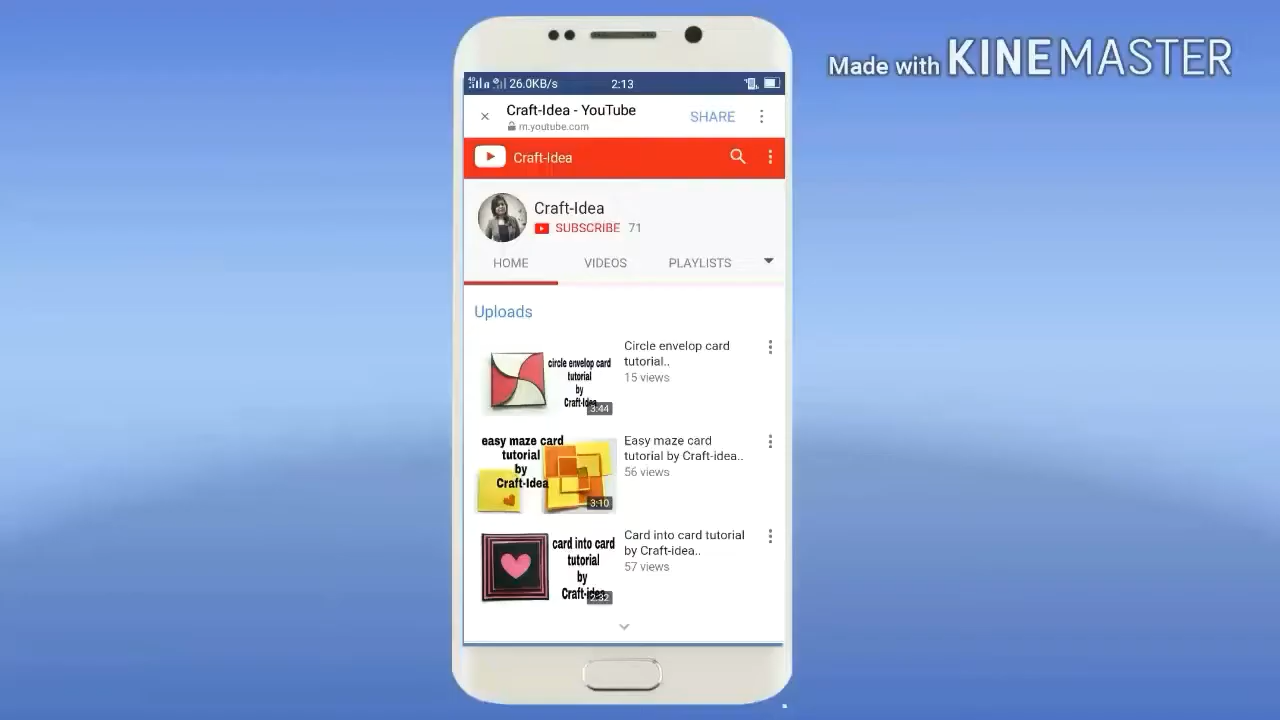 Made with KINEMASTER
26.0KB/s 2:13
Craft-Idea - YouTube
m.youtube.com
SHARE
Craft-Idea
Craft-Idea
SUBSCRIBE 71
HOME VIDEOS PLAYLISTS
Uploads
circle envelop card
tutorial
by
Craft-Idea
3:44
Circle envelop card
tutorial..
15 views
easy maze card
tutorial
by
Craft-Idea
3:10
Easy maze card
tutorial by Craft-idea..
56 views
card into card
tutorial
by
Craft-idea
2:32
Card into card tutorial
by Craft-idea..
57 views